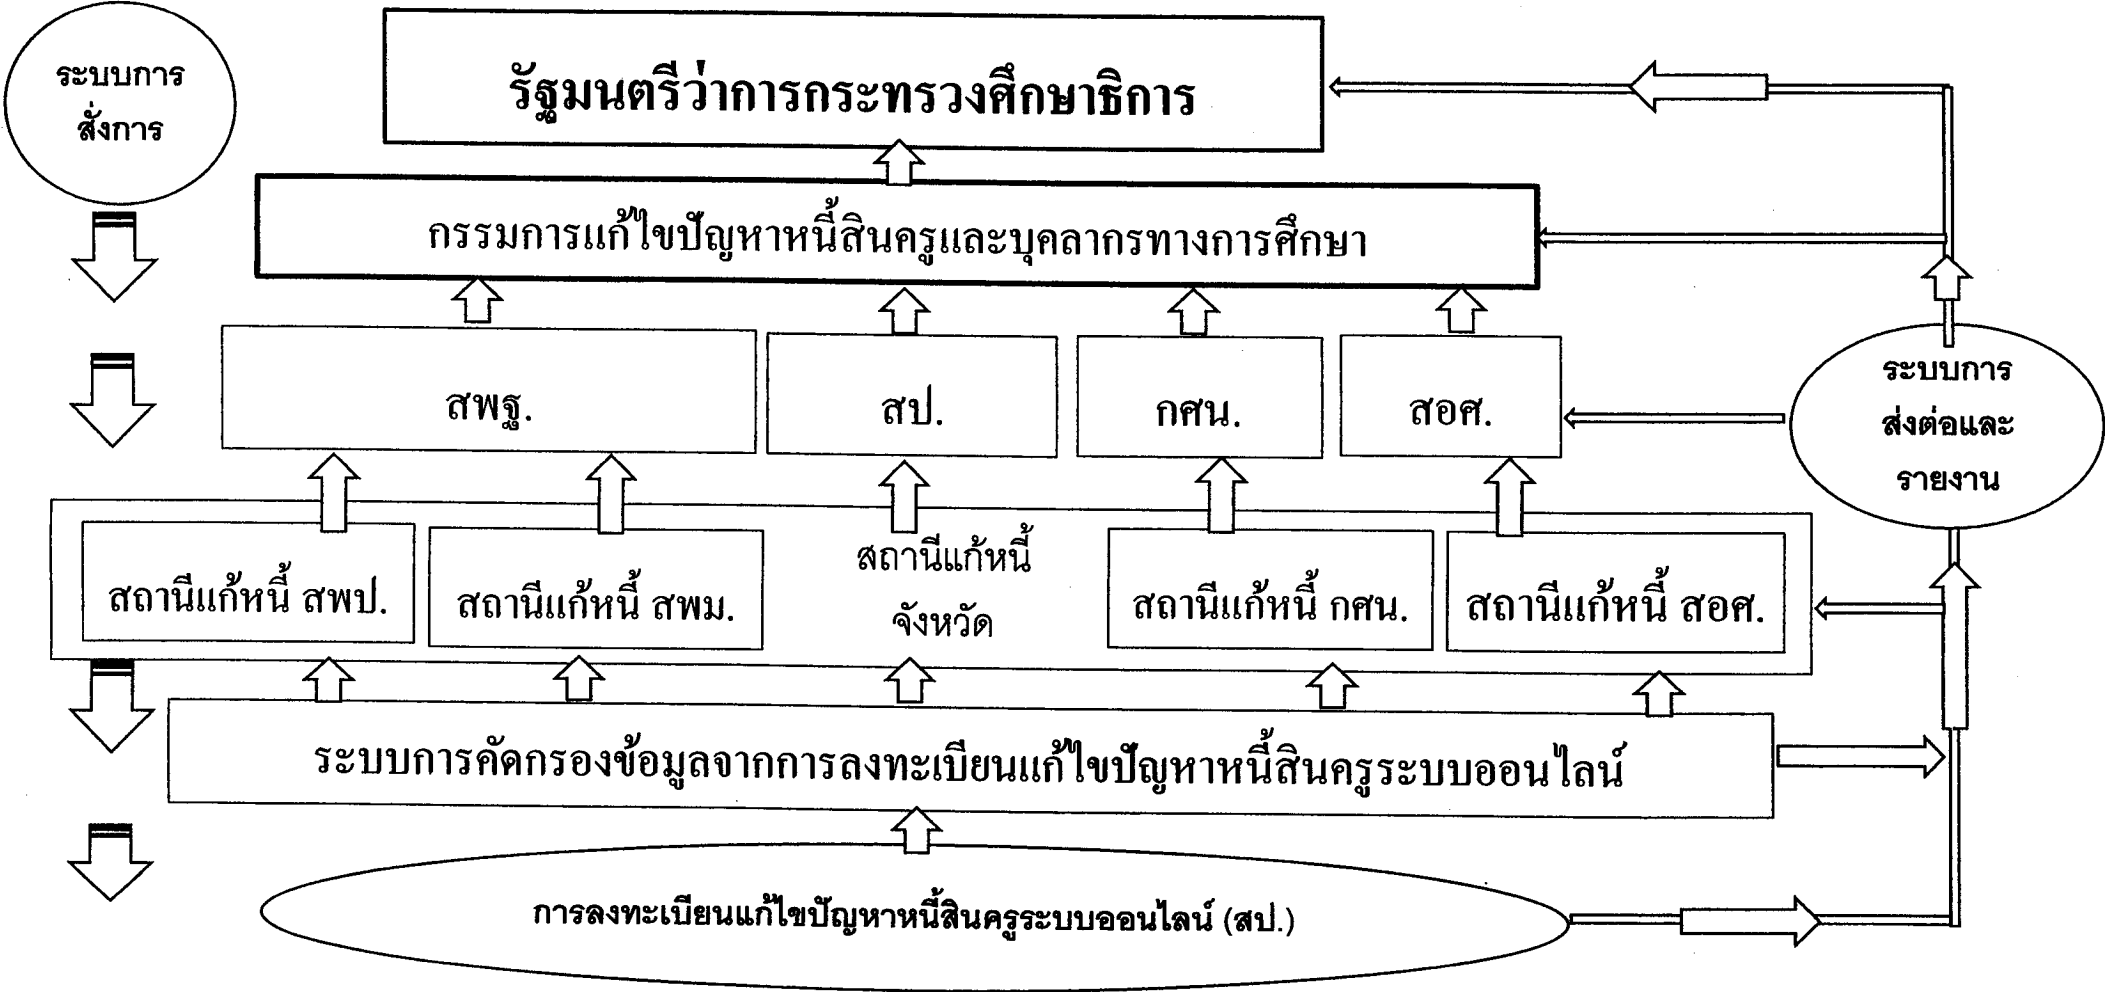 ระบบการ
สั่งการ
รัฐมนตรีว่าการกระทรวงศึกษาธิการ
กรรมการแก้ไขปัญหาหนี้สินครูและบุคลากรทางการศึกษา
สพฐ.
สป.
กศน.
สอศ.
ระบบการ
ส่งต่อและ
รายงาน
สถานีแก้หนี้ สพป.
สถานีแก้หนี้ สพม.
สถานีแก้หนี้
จังหวัด
สถานีแก้หนี้ กศน.
สถานีแก้หนี้ สอศ.
ระบบการคัดกรองข้อมูลจากการลงทะเบียนแก้ไขปัญหาหนี้สินครูระบบออนไลน์
การลงทะเบียนแก้ไขปัญหาหนี้สินครูระบบออนไลน์ (สป.)